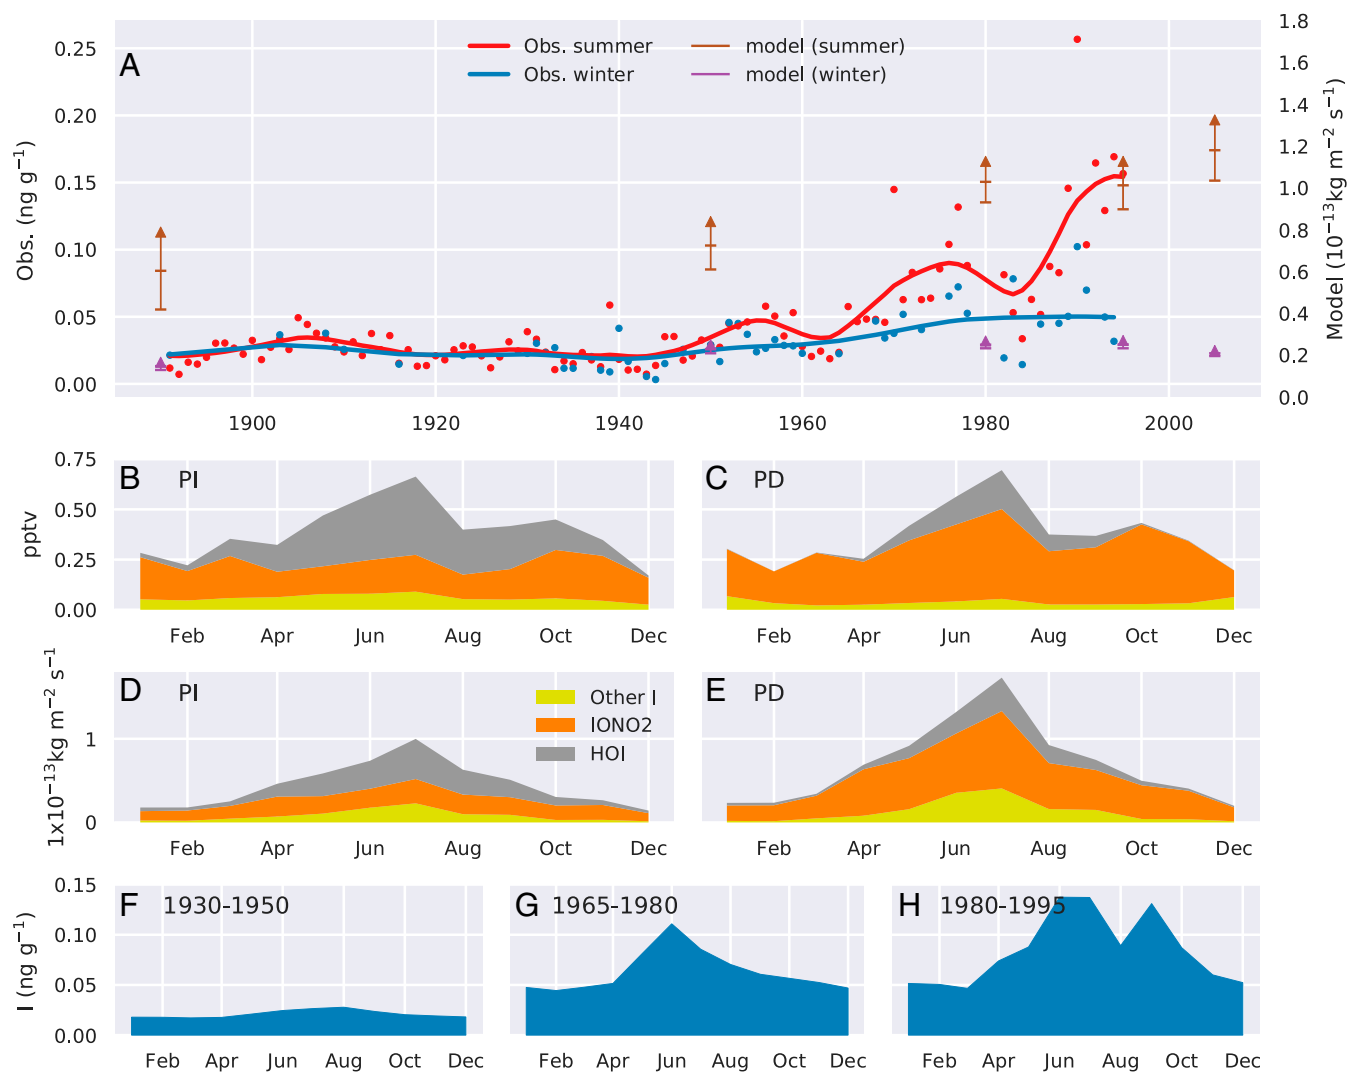 A
Obs. summer
Obs. winter
model (summer)
model (winter)
Obs. (ng g⁻¹)
0.25
0.20
0.15
0.10
0.05
0.00
Model (10⁻¹³kg m⁻² s⁻¹)
1.8
1.6
1.4
1.2
1.0
0.8
0.6
0.4
0.2
0.0
1900 1920 1940 1960 1980 2000
B PI
pptv
0.75
0.50
0.25
0.00
Feb Apr Jun Aug Oct Dec
C PD
Feb Apr Jun Aug Oct Dec
D PI
1x10⁻¹³kg m⁻² s⁻¹
1
0
Other I
IONO2
HOI
Feb Apr Jun Aug Oct Dec
E PD
Feb Apr Jun Aug Oct Dec
F 1930-1950
I (ng g⁻¹)
0.15
0.10
0.05
0.00
Feb Apr Jun Aug Oct Dec
G 1965-1980
Feb Apr Jun Aug Oct Dec
H 1980-1995
Feb Apr Jun Aug Oct Dec